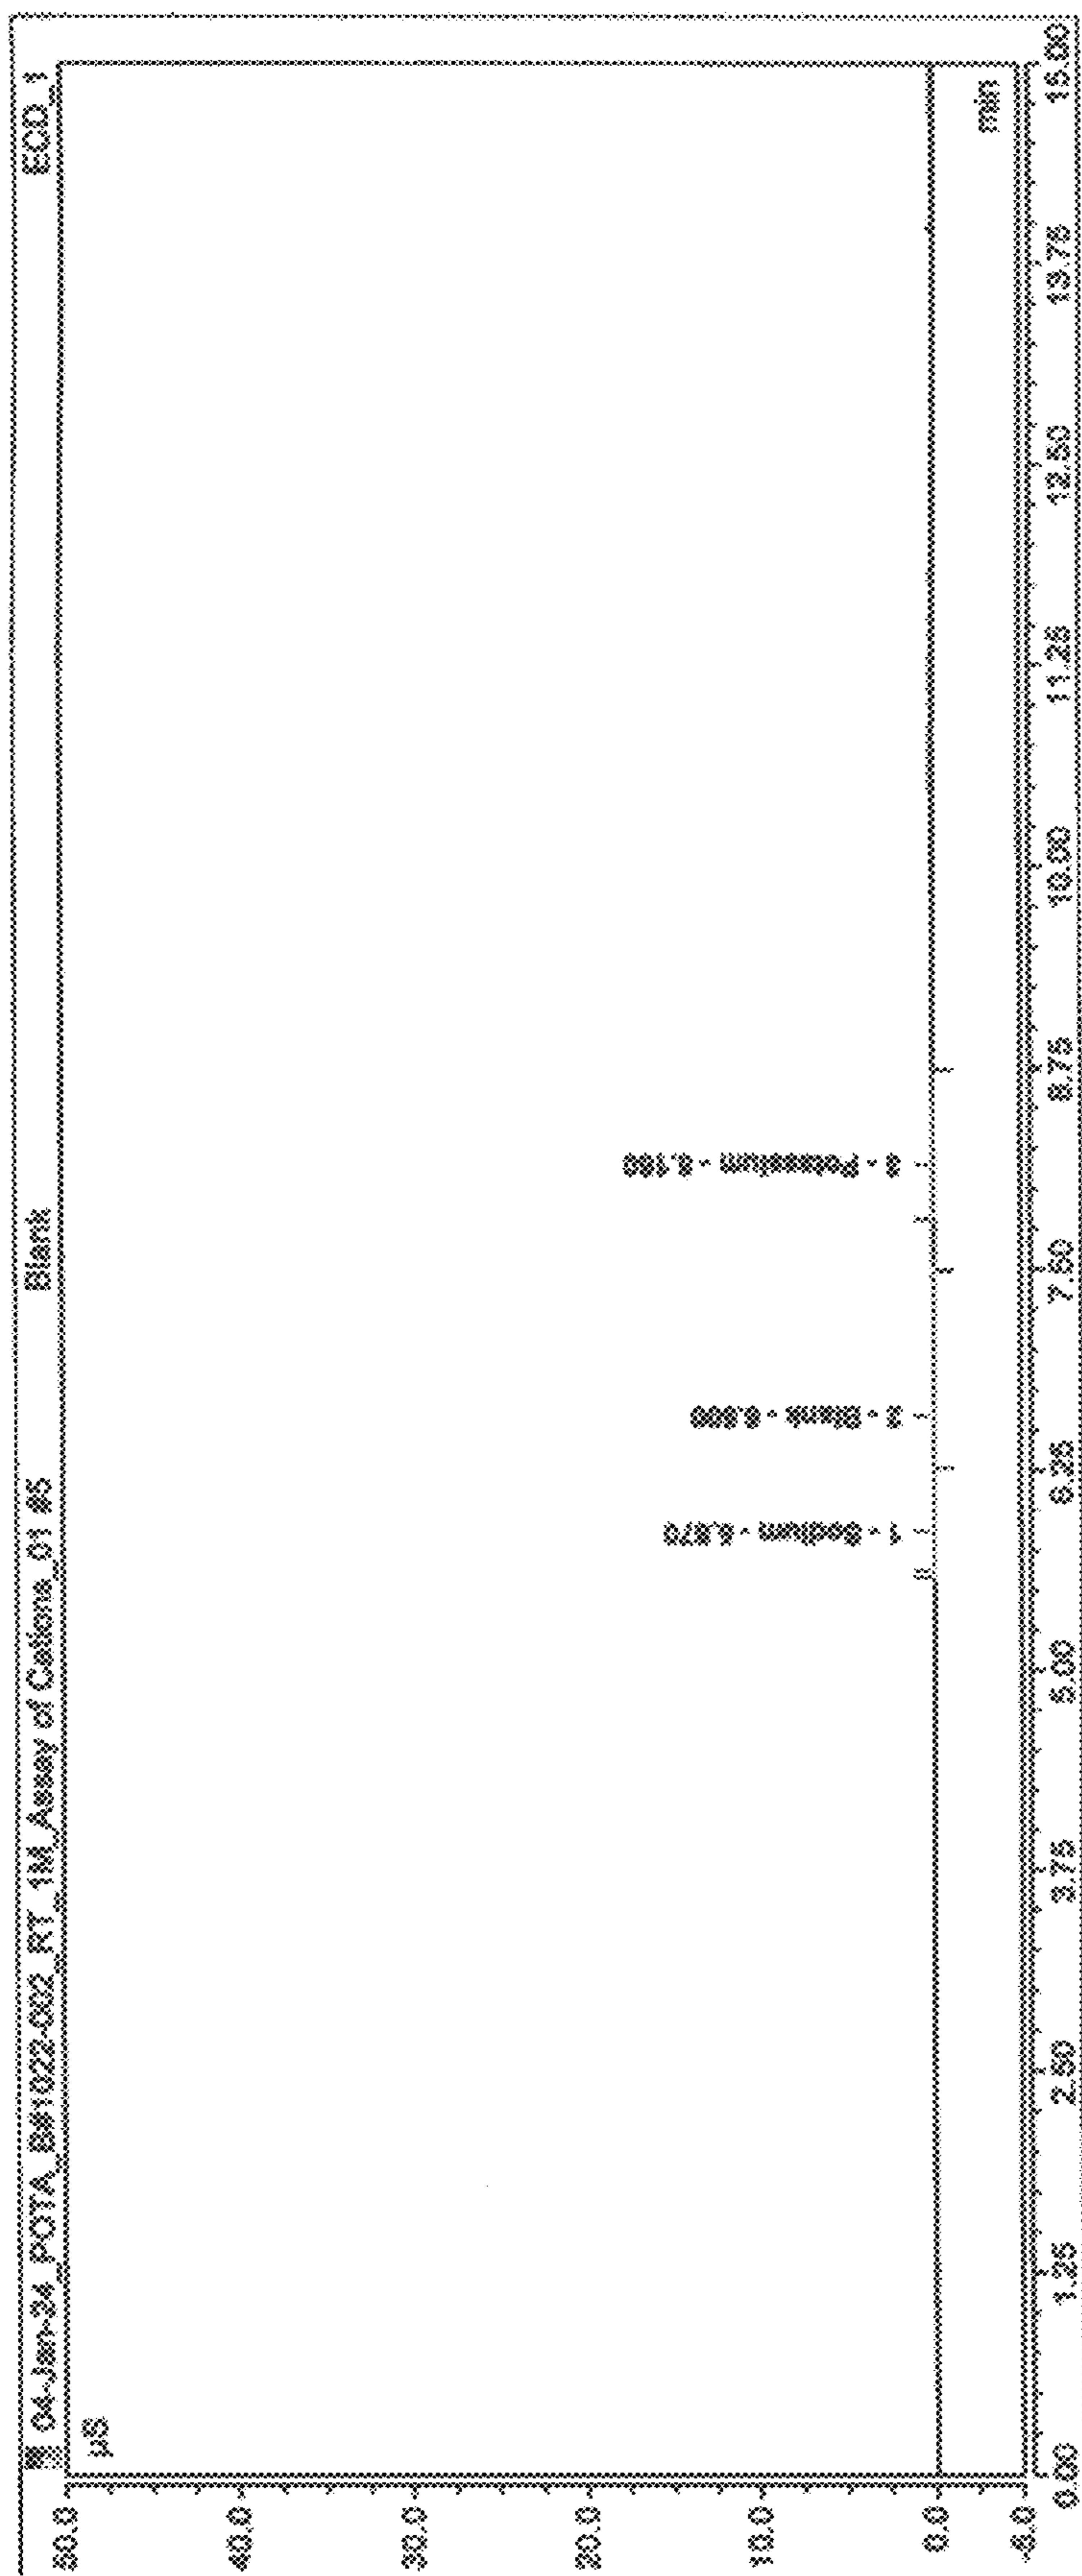 04-Jan-24_POTA_B#1022-002_RT_1M_Assay of Cations_01 #5
Blank
ECD_1
µS
50.0
40.0
30.0
20.0
10.0
0.0
-5.0
1 - Sodium - 5.870
2 - Blank -
3 - Potassium - 8.160
min
0.00
1.25
2.50
3.75
5.00
6.25
7.50
8.75
10.00
11.25
12.50
13.75
15.00